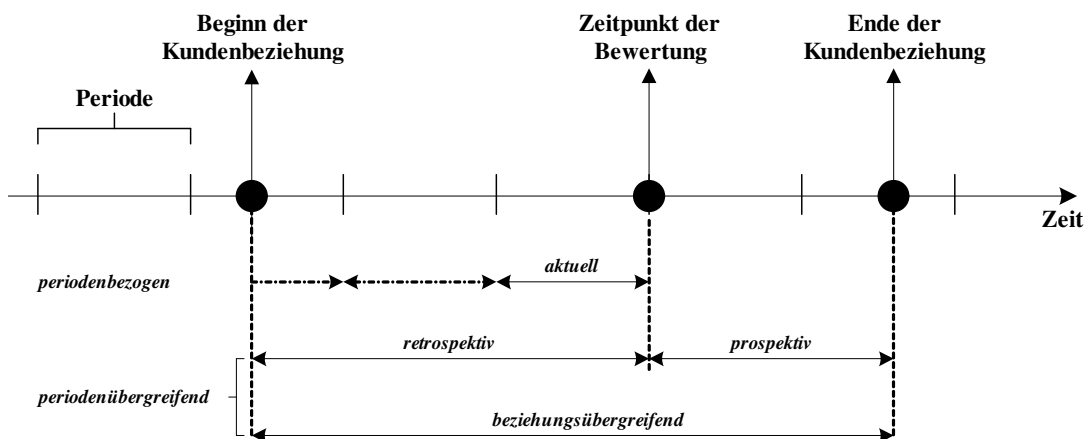 Beginn der
Kundenbeziehung
Zeitpunkt der
Bewertung
Ende der
Kundenbeziehung
Periode
Zeit
periodenbezogen
aktuell
retrospektiv
prospektiv
periodenübergreifend
beziehungsübergreifend